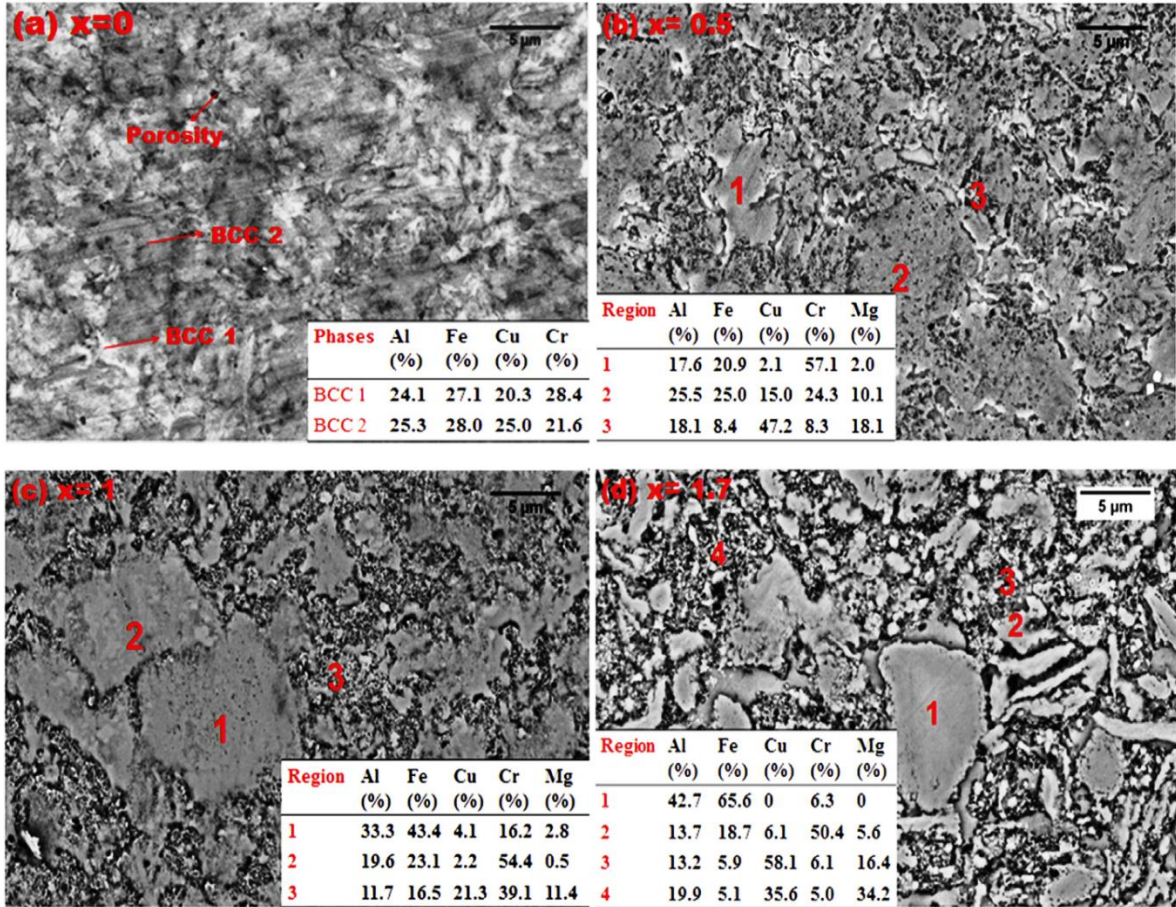 (a) x=0
5 µm
Porosity
BCC 2
BCC 1
Phases Al Fe Cu Cr
(%) (%) (%) (%)
BCC 1 24.1 27.1 20.3 28.4
BCC 2 25.3 28.0 25.0 21.6
(b) x= 0.5
5 µm
1
3
2
Region Al Fe Cu Cr Mg
(%) (%) (%) (%) (%)
1 17.6 20.9 2.1 57.1 2.0
2 25.5 25.0 15.0 24.3 10.1
3 18.1 8.4 47.2 8.3 18.1
(c) x= 1
5 µm
2
3
1
Region Al Fe Cu Cr Mg
(%) (%) (%) (%) (%)
1 33.3 43.4 4.1 16.2 2.8
2 19.6 23.1 2.2 54.4 0.5
3 11.7 16.5 21.3 39.1 11.4
(d) x= 1.7
5 µm
4
3
2
1
Region Al Fe Cu Cr Mg
(%) (%) (%) (%) (%)
1 42.7 65.6 0 6.3 0
2 13.7 18.7 6.1 50.4 5.6
3 13.2 5.9 58.1 6.1 16.4
4 19.9 5.1 35.6 5.0 34.2